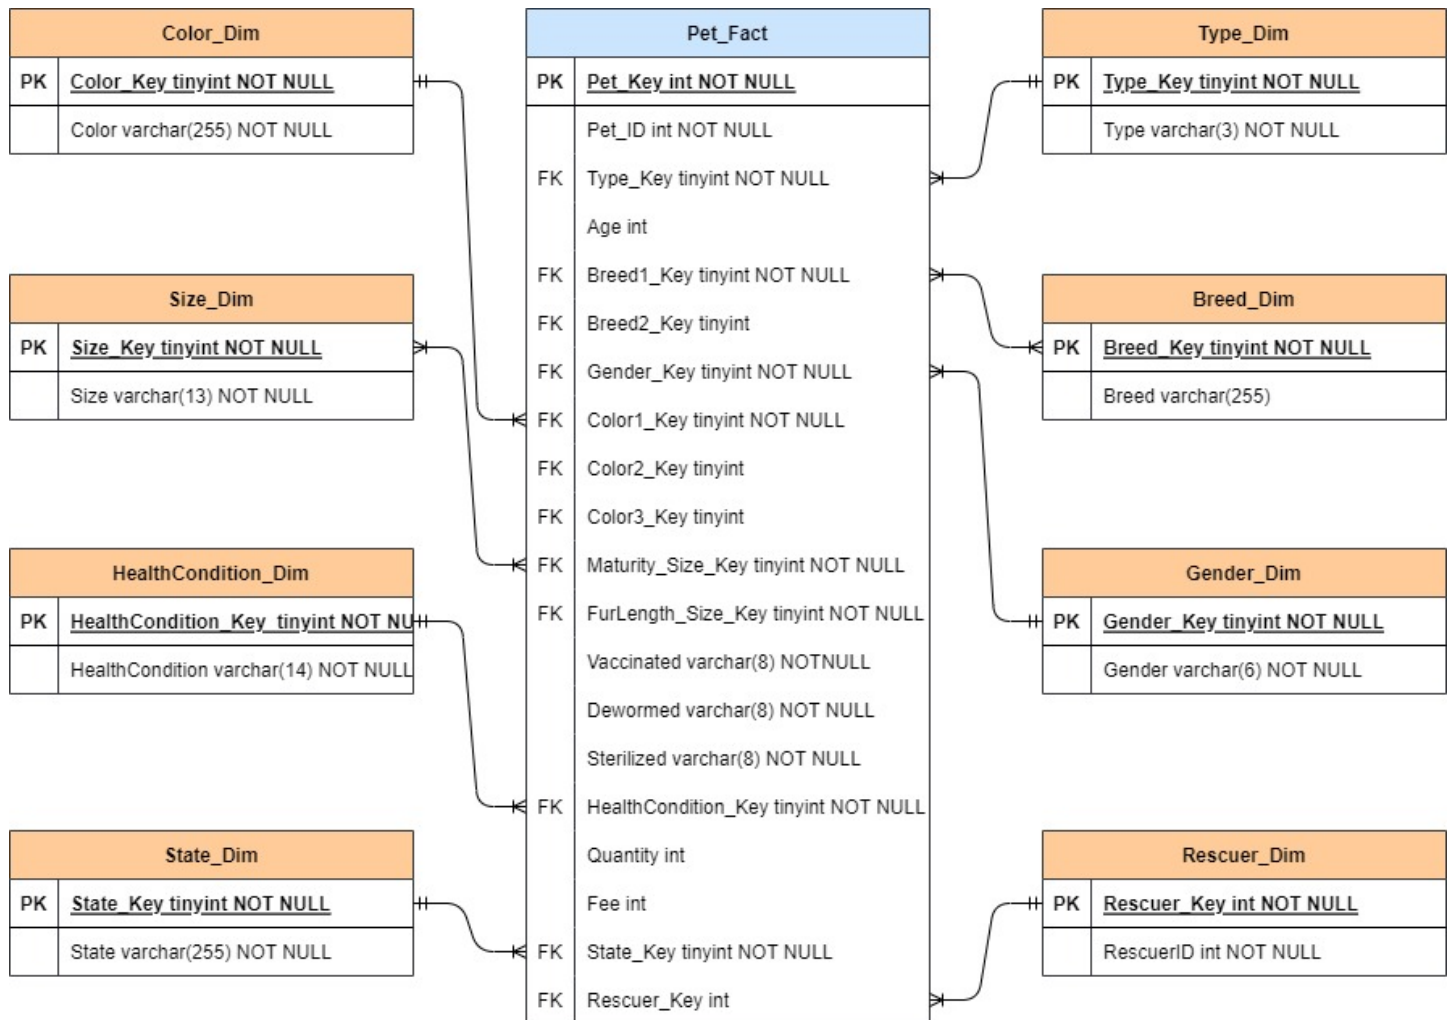 Color_Dim
PK Color_Key tinyint NOT NULL
Color varchar(255) NOT NULL
Size_Dim
PK Size_Key tinyint NOT NULL
Size varchar(13) NOT NULL
HealthCondition_Dim
PK HealthCondition_Key tinyint NOT NU
HealthCondition varchar(14) NOT NULL
State_Dim
PK State_Key tinyint NOT NULL
State varchar(255) NOT NULL
Pet_Fact
PK Pet_Key int NOT NULL
Pet_ID int NOT NULL
FK Type_Key tinyint NOT NULL
Age int
FK Breed1_Key tinyint NOT NULL
FK Breed2_Key tinyint
FK Gender_Key tinyint NOT NULL
FK Color1_Key tinyint NOT NULL
FK Color2_Key tinyint
FK Color3_Key tinyint
FK Maturity_Size_Key tinyint NOT NULL
FK FurLength_Size_Key tinyint NOT NULL
Vaccinated varchar(8) NOTNULL
Dewormed varchar(8) NOT NULL
Sterilized varchar(8) NOT NULL
FK HealthCondition_Key tinyint NOT NULL
Quantity int
Fee int
FK State_Key tinyint NOT NULL
FK Rescuer_Key int
Type_Dim
PK Type_Key tinyint NOT NULL
Type varchar(3) NOT NULL
Breed_Dim
PK Breed_Key tinyint NOT NULL
Breed varchar(255)
Gender_Dim
PK Gender_Key tinyint NOT NULL
Gender varchar(6) NOT NULL
Rescuer_Dim
PK Rescuer_Key int NOT NULL
RescuerID int NOT NULL